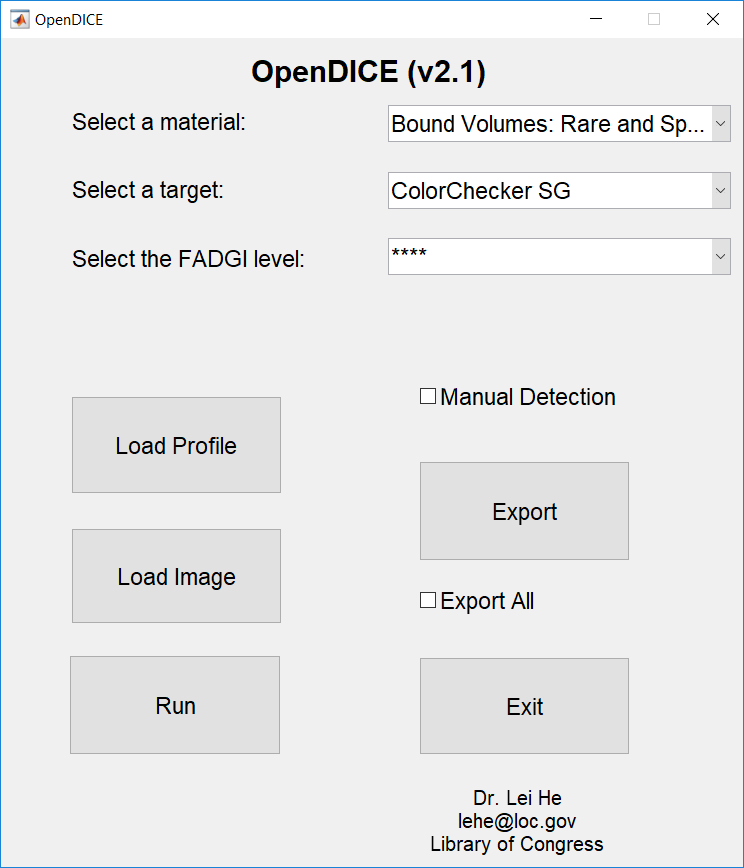 OpenDICE
OpenDICE (v2.1)
Select a material:
Bound Volumes: Rare and Sp...
Select a target:
ColorChecker SG
Select the FADGI level:
****
Manual Detection
Load Profile
Export
Load Image
Export All
Run
Exit
Dr. Lei He
lehe@loc.gov
Library of Congress